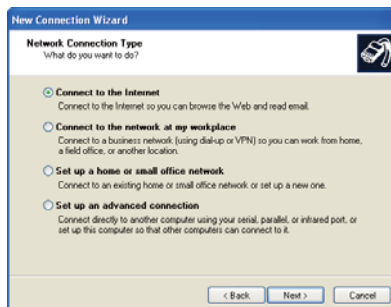 New Connection Wizard
Network Connection Type
What do you want to do?
Connect to the Internet
Connect to the Internet so you can browse the Web and read email.
Connect to the network at my workplace
Connect to a business network (using dial-up or VPN) so you can work from home,
a field office, or another location.
Set up a home or small office network
Connect to an existing home or small office network or set up a new one.
Set up an advanced connection
Connect directly to another computer using your serial, parallel, or infrared port, or
set up this computer so that other computers can connect to it.
< Back Next > Cancel